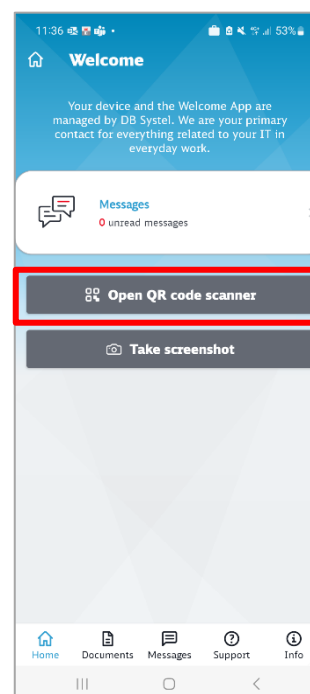 11:36
53%
Welcome
Your device and the Welcome App are
managed by DB Systel. We are your primary
contact for everything related to your IT in
everyday work.
Messages
0 unread messages
Open QR code scanner
Take screenshot
Home Documents Messages Support Info